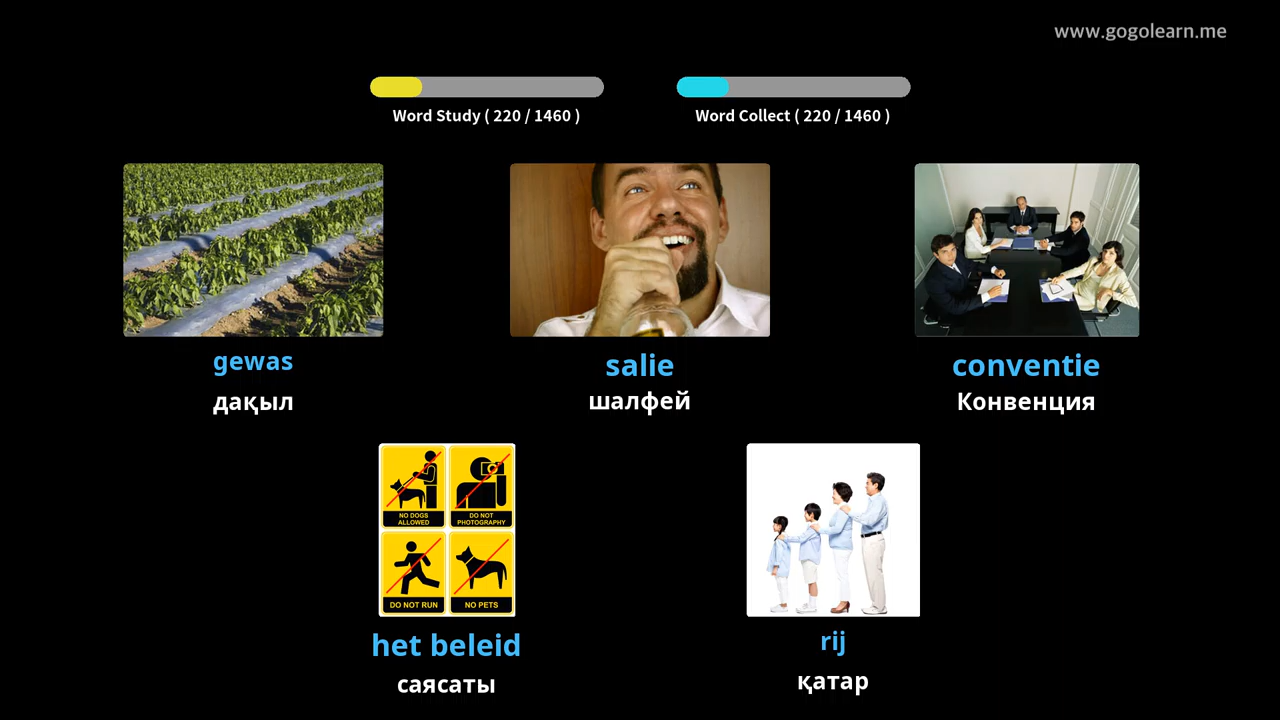 www.gogolearn.me
Word Study ( 220 / 1460 )
Word Collect ( 220 / 1460 )
gewas
дақыл
salie
шалфей
conventie
Конвенция
NO DOGS
ALLOWED
DO NOT
PHOTOGRAPHY
DO NOT RUN
NO PETS
het beleid
саясаты
rij
қатар